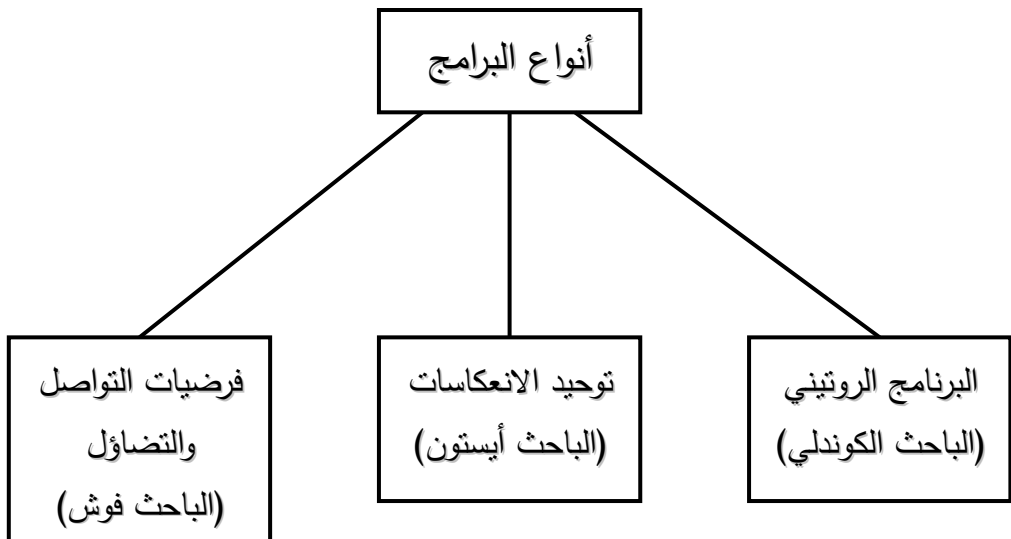 أنواع البرامج
البرنامج الروتيني
(الباحث الكوندلي)
توحيد الانعكاسات
(الباحث أيستون)
فرضيات التواصل
والتضاؤل
(الباحث فوش)